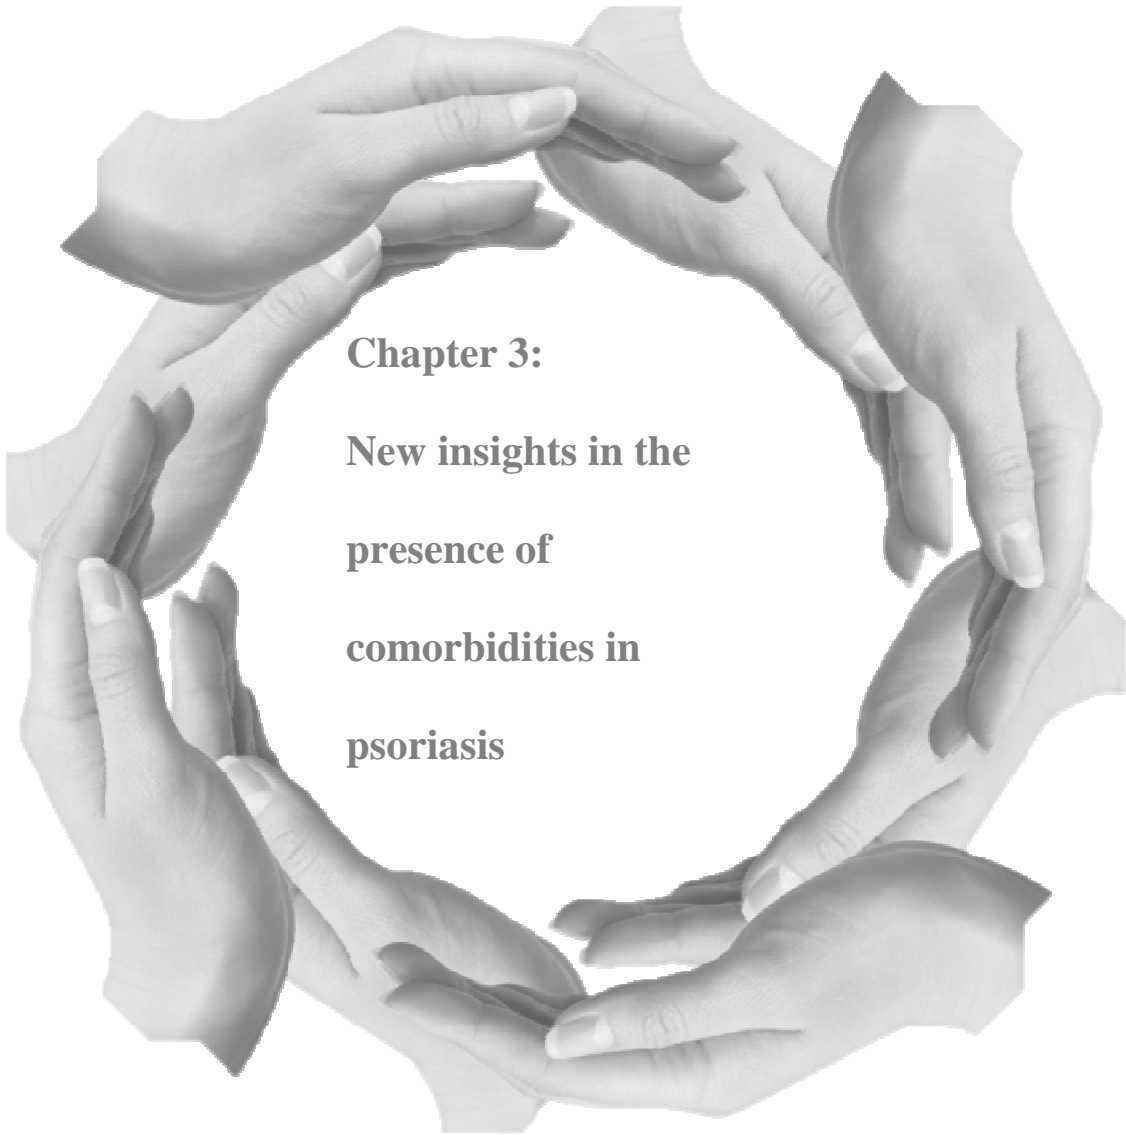 Chapter 3:
New insights in the
presence of
comorbidities in
psoriasis